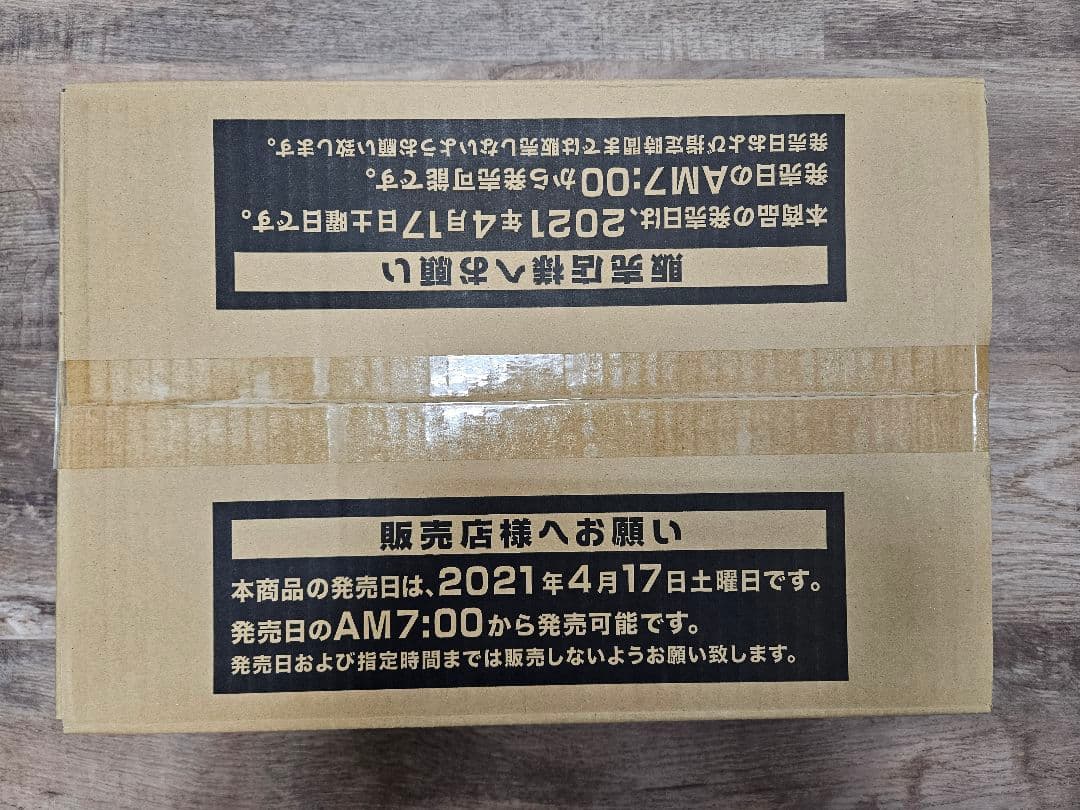 販売店様へお願い
本商品の発売日は、2021年4月17日土曜日です。
発売日のAM7:00から発売可能です。
発売日および指定時間までは販売しないようお願い致します。
販売店様へお願い
本商品の発売日は、2021年4月17日土曜日です。
発売日のAM7:00から発売可能です。
発売日および指定時間までは販売しないようお願い致します。